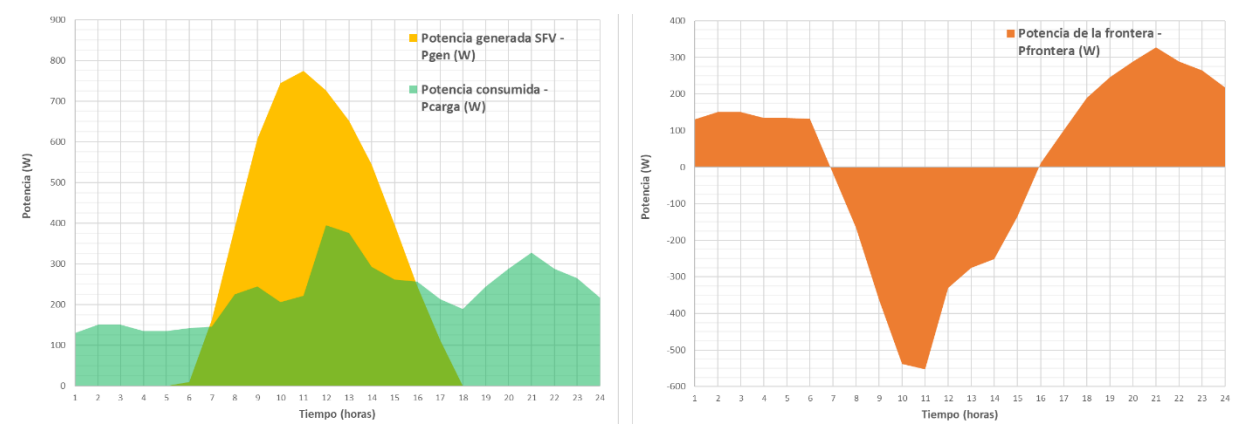 900
800
700
600
500
400
300
200
100
0
Potencia (W)
Potencia generada SFV -
Pgen (W)
Potencia consumida -
Pcarga (W)
1 2 3 4 5 6 7 8 9 10 11 12 13 14 15 16 17 18 19 20 21 22 23 24
Tiempo (horas)
400
300
200
100
0
-100
-200
-300
-400
-500
-600
Potencia (W)
Potencia de la frontera -
Pfrontera (W)
1 2 3 4 5 6 7 8 9 10 11 12 13 14 15 16 17 18 19 20 21 22 23 24
Tiempo (horas)